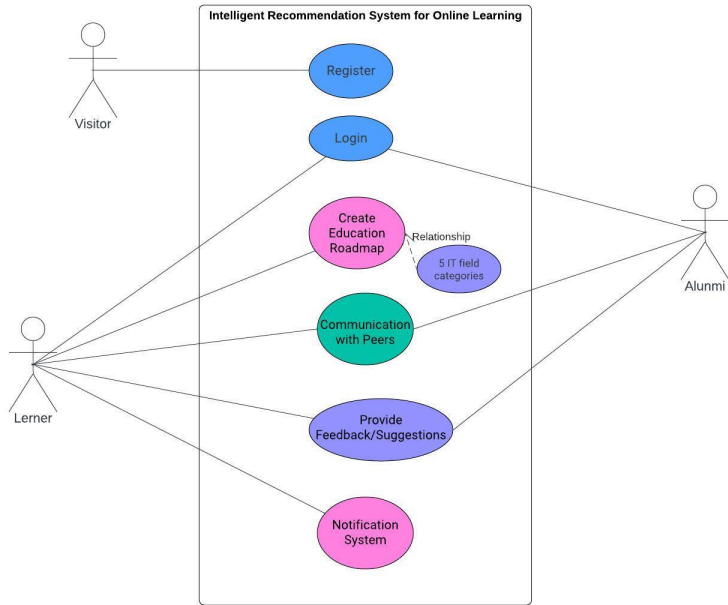 Intelligent Recommendation System for Online Learning
Register
Visitor
Login
Create
Education
Roadmap
Relationship
5 IT field
categories
Alunmi
Communication
with Peers
Lerner
Provide
Feedback/Suggestions
Notification
System